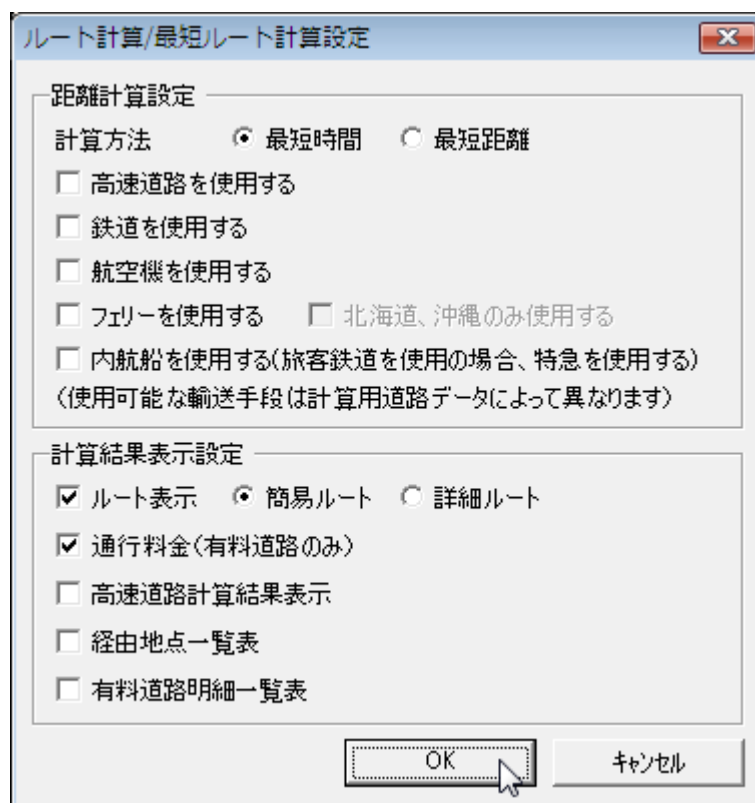 ルート計算/最短ルート計算設定
距離計算設定
計算方法 最短時間 最短距離
高速道路を使用する
鉄道を使用する
航空機を使用する
フェリーを使用する 北海道、沖縄のみ使用する
内航船を使用する(旅客鉄道を使用の場合、特急を使用する)
(使用可能な輸送手段は計算用道路データによって異なります)
計算結果表示設定
ルート表示 簡易ルート 詳細ルート
通行料金(有料道路のみ)
高速道路計算結果表示
経由地点一覧表
有料道路明細一覧表
OK キャンセル